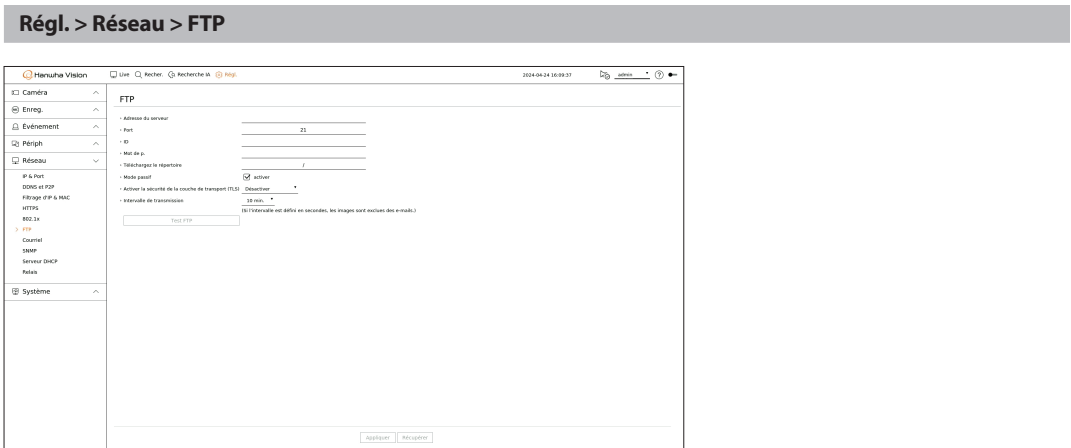 Régl. > Réseau > FTP
Hanwha Vision
Live Recher. Recherche IA Régl. 2024-04-24 16:09:37 admin ?
Caméra
Enreg.
Événement
Périph
Réseau
IP & Port
DDNS et P2P
Filtrage d'IP & MAC
HTTPS
802.1x
> FTP
Courriel
SNMP
Serveur DHCP
Relais
Système
FTP
• Adresse du serveur
• Port 21
• ID
• Mot de p.
• Téléchargez le répertoire /
• Mode passif activer
• Activer la sécurité de la couche de transport (TLS) Désactiver
• Intervalle de transmission 10 min.
(Si l'intervalle est défini en secondes, les images sont exclues des e-mails.)
Test FTP
Appliquer Récupérer